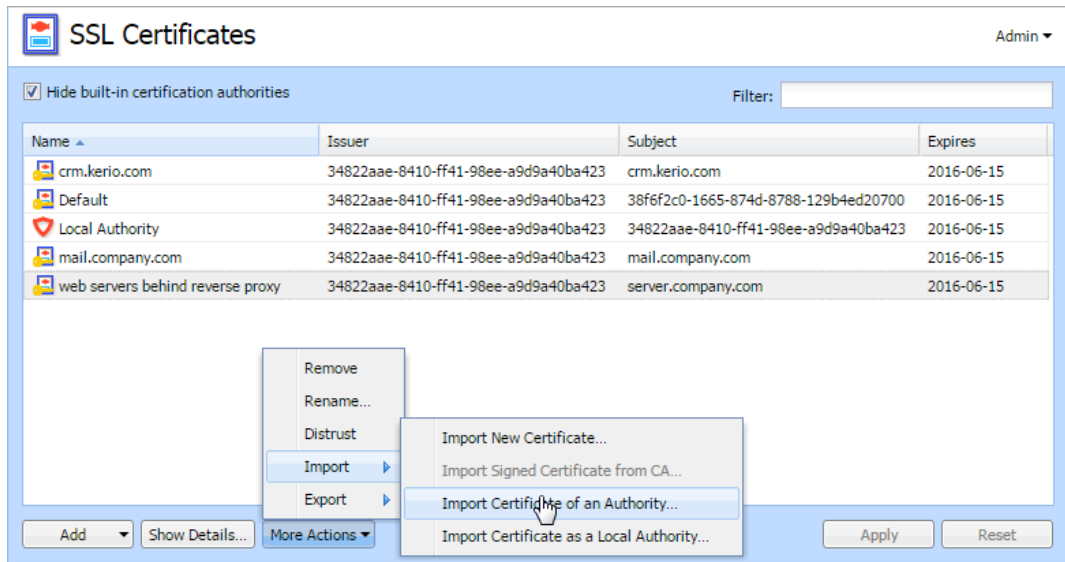 SSL Certificates
Admin
Hide built-in certification authorities
Filter:
Name Issuer Subject Expires
crm.kerio.com 34822aae-8410-ff41-98ee-a9d9a40ba423 crm.kerio.com 2016-06-15
Default 34822aae-8410-ff41-98ee-a9d9a40ba423 38f6f2c0-1665-874d-8788-129b4ed20700 2016-06-15
Local Authority 34822aae-8410-ff41-98ee-a9d9a40ba423 34822aae-8410-ff41-98ee-a9d9a40ba423 2016-06-15
mail.company.com 34822aae-8410-ff41-98ee-a9d9a40ba423 mail.company.com 2016-06-15
web servers behind reverse proxy 34822aae-8410-ff41-98ee-a9d9a40ba423 server.company.com 2016-06-15
Remove
Rename...
Distrust
Import
Export
Import New Certificate...
Import Signed Certificate from CA...
Import Certificate of an Authority...
Import Certificate as a Local Authority...
Add Show Details... More Actions Apply Reset